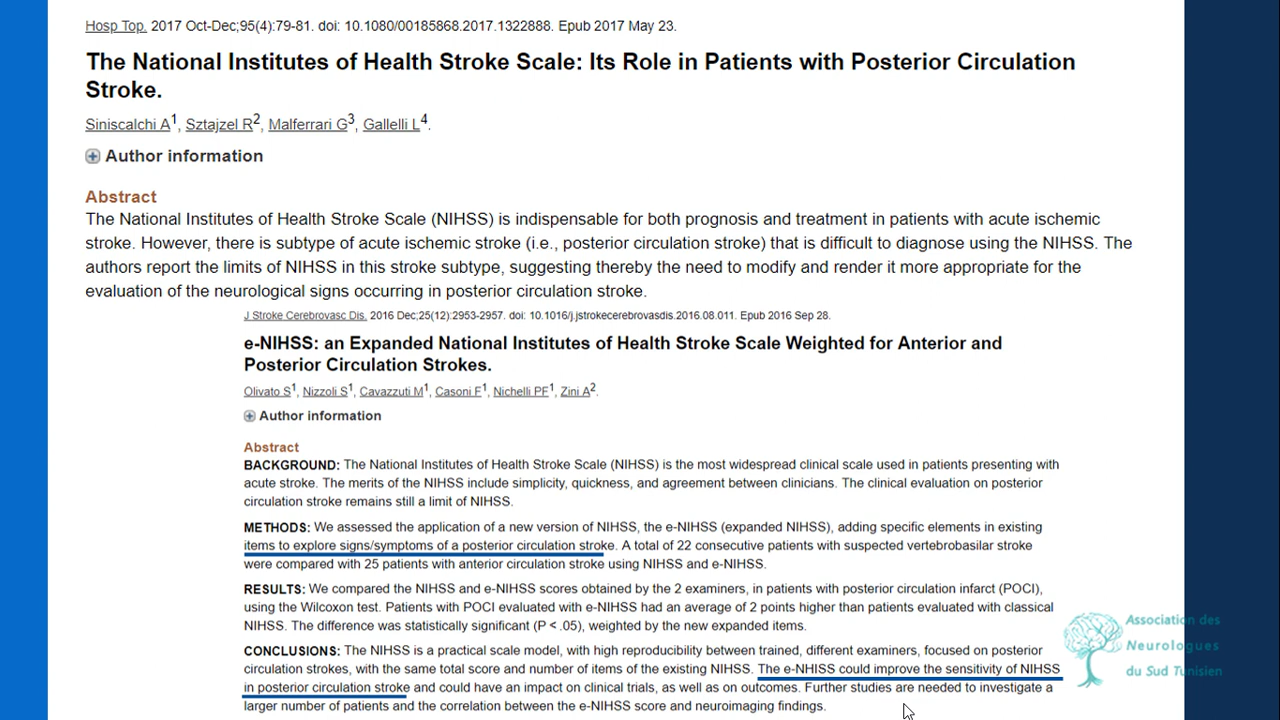 Hosp Top. 2017 Oct-Dec;95(4):79-81. doi: 10.1080/00185868.2017.1322888. Epub 2017 May 23.
The National Institutes of Health Stroke Scale: Its Role in Patients with Posterior Circulation
Stroke.
Siniscalchi A1, Sztajzel R2, Malferrari G3, Gallelli L4.
Author information
Abstract
The National Institutes of Health Stroke Scale (NIHSS) is indispensable for both prognosis and treatment in patients with acute ischemic
stroke. However, there is subtype of acute ischemic stroke (i.e., posterior circulation stroke) that is difficult to diagnose using the NIHSS. The
authors report the limits of NIHSS in this stroke subtype, suggesting thereby the need to modify and render it more appropriate for the
evaluation of the neurological signs occurring in posterior circulation stroke.
J Stroke Cerebrovasc Dis. 2016 Dec;25(12):2953-2957. doi: 10.1016/j.jstrokecerebrovasdis.2016.08.011. Epub 2016 Sep 28.
e-NIHSS: an Expanded National Institutes of Health Stroke Scale Weighted for Anterior and
Posterior Circulation Strokes.
Olivato S1, Nizzoli S1, Cavazzuti M1, Casoni F1, Nichelli PF1, Zini A2.
Author information
Abstract
BACKGROUND: The National Institutes of Health Stroke Scale (NIHSS) is the most widespread clinical scale used in patients presenting with
acute stroke. The merits of the NIHSS include simplicity, quickness, and agreement between clinicians. The clinical evaluation on posterior
circulation stroke remains still a limit of NIHSS.
METHODS: We assessed the application of a new version of NIHSS, the e-NIHSS (expanded NIHSS), adding specific elements in existing
items to explore signs/symptoms of a posterior circulation stroke. A total of 22 consecutive patients with suspected vertebrobasilar stroke
were compared with 25 patients with anterior circulation stroke using NIHSS and e-NIHSS.
RESULTS: We compared the NIHSS and e-NIHSS scores obtained by the 2 examiners, in patients with posterior circulation infarct (POCI),
using the Wilcoxon test. Patients with POCI evaluated with e-NIHSS had an average of 2 points higher than patients evaluated with classical
NIHSS. The difference was statistically significant (P < .05), weighted by the new expanded items.
CONCLUSIONS: The NIHSS is a practical scale model, with high reproducibility between trained, different examiners, focused on posterior
circulation strokes, with the same total score and number of items of the existing NIHSS. The e-NHISS could improve the sensitivity of NIHSS
in posterior circulation stroke and could have an impact on clinical trials, as well as on outcomes. Further studies are needed to investigate a
larger number of patients and the correlation between the e-NIHSS score and neuroimaging findings.
Association des
Neurologues
du Sud Tunisien